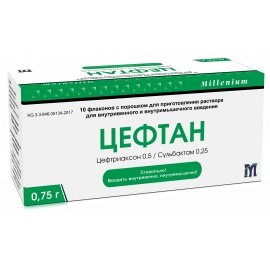 Millenium
KG.3.3.046.08134-2017
10 флаконов с порошком для приготовления раствора
для внутривенного и внутримышечного введения
ЦЕФТАН
Цефтриаксон 0.5 / Сульбактам 0.25
Стерильно!
Вводить внутривенно, внутримышечно!
0,75 г
M